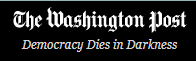 The Washington Post
Democracy Dies in Darkness